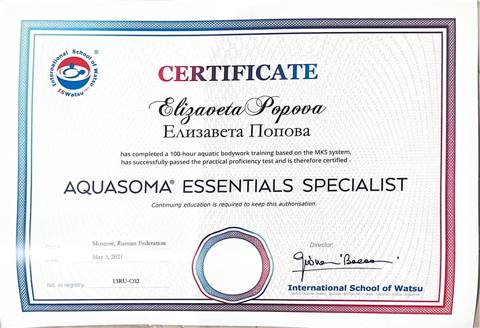 International School of Watsu
ISWatsu
CERTIFICATE
Elizaveta Popova
Елизавета Попова
has completed a 100-hour aquatic bodywork training based on the MKS system,
has successfully passed the practical proficiency test and is therefore certified -
AQUASOMA® ESSENTIALS SPECIALIST
Continuing education is required to keep this authorisation.
Moscow, Russian Federation
May 5, 2021
No. in registry
13RU-C02
Director:
International School of Watsu